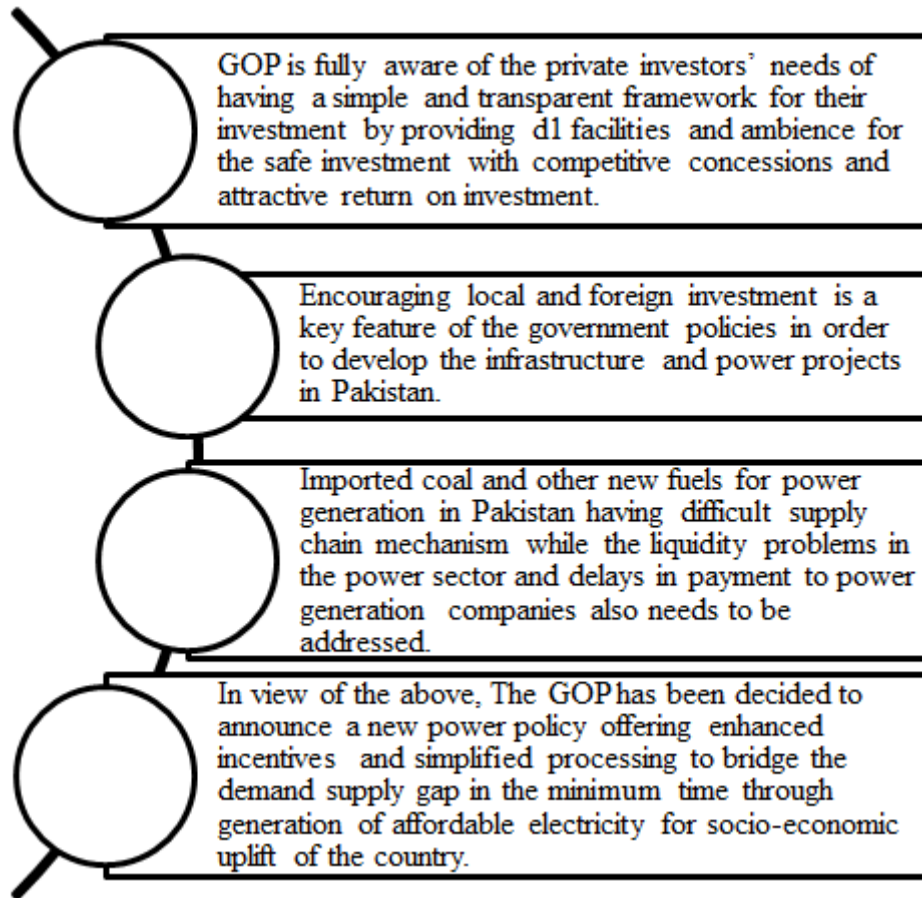 GOP is fully aware of the private investors’ needs of
having a simple and transparent framework for their
investment by providing d1 facilities and ambience for
the safe investment with competitive concessions and
attractive return on investment.
Encouraging local and foreign investment is a
key feature of the government policies in order
to develop the infrastructure and power projects
in Pakistan.
Imported coal and other new fuels for power
generation in Pakistan having difficult supply
chain mechanism while the liquidity problems in
the power sector and delays in payment to power
generation companies also needs to be
addressed.
In view of the above, The GOP has been decided to
announce a new power policy offering enhanced
incentives and simplified processing to bridge the
demand supply gap in the minimum time through
generation of affordable electricity for socio-economic
uplift of the country.